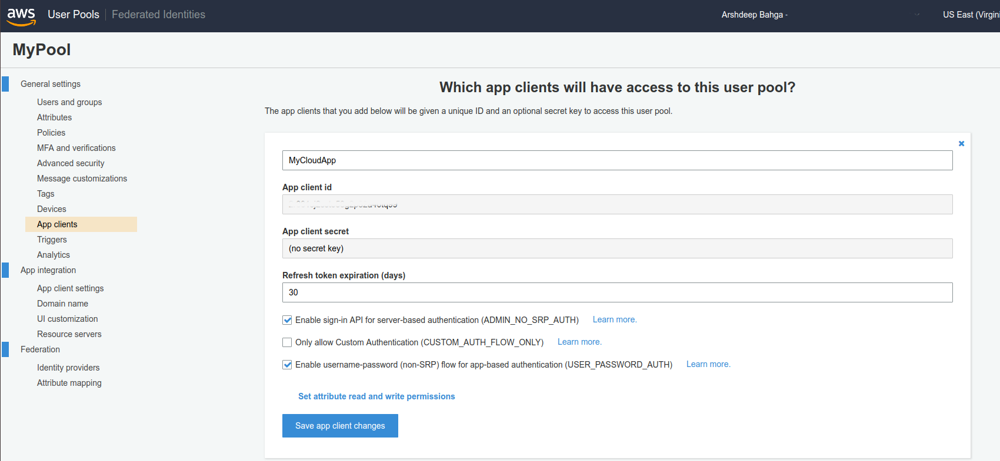 aws User Pools Federated Identities Arshdeep Bahga - US East (Virgini
MyPool
General settings
Users and groups
Attributes
Policies
MFA and verifications
Advanced security
Message customizations
Tags
Devices
App clients
Triggers
Analytics
App integration
App client settings
Domain name
UI customization
Resource servers
Federation
Identity providers
Attribute mapping
Which app clients will have access to this user pool?
The app clients that you add below will be given a unique ID and an optional secret key to access this user pool.
MyCloudApp
App client id
App client secret
(no secret key)
Refresh token expiration (days)
30
Enable sign-in API for server-based authentication (ADMIN_NO_SRP_AUTH) Learn more.
Only allow Custom Authentication (CUSTOM_AUTH_FLOW_ONLY) Learn more.
Enable username-password (non-SRP) flow for app-based authentication (USER_PASSWORD_AUTH) Learn more.
Set attribute read and write permissions
Save app client changes